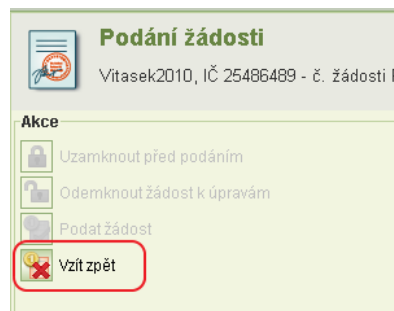 Podání žádosti
Vitasek2010, IČ 25486489 - č. žádosti
Akce
Uzamknout před podáním
Odemknout žádost k úpravám
Podat žádost
Vzít zpět